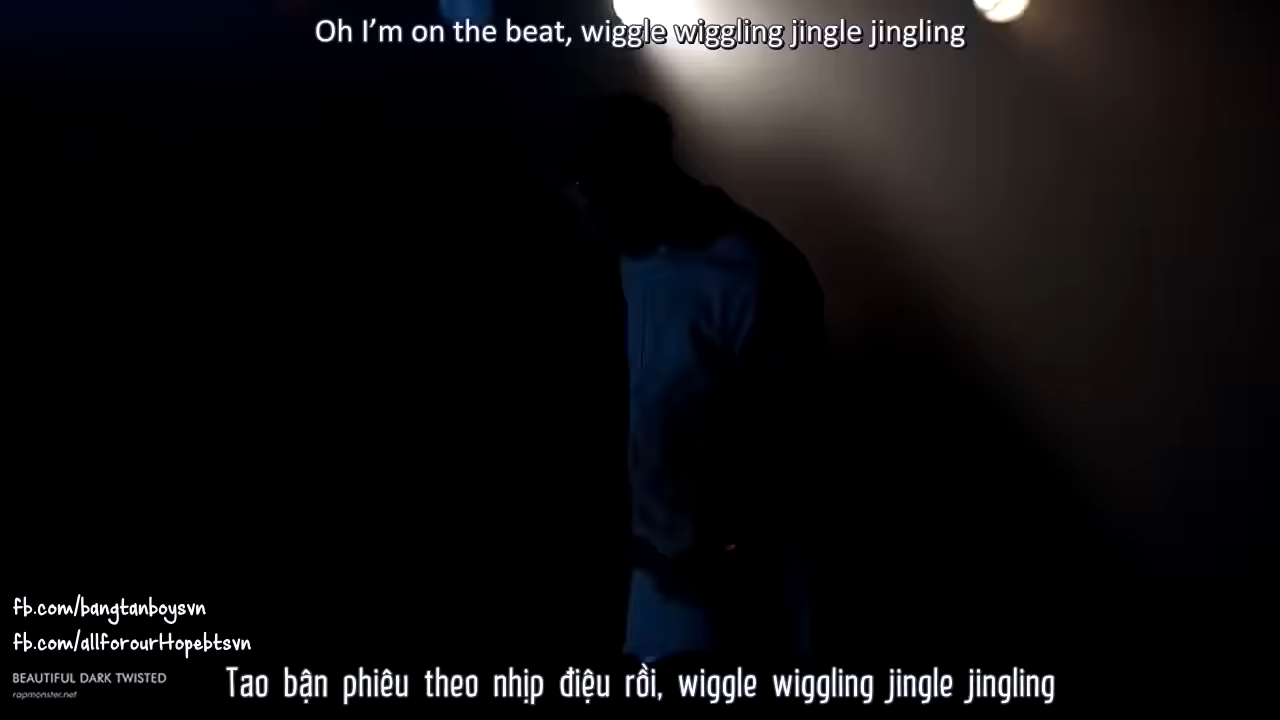 Oh I’m on the beat, wiggle wiggling jingle jingling
fb.com/bangtanboysvn
fb.com/allforourHopebtsvn
BEAUTIFUL DARK TWISTED
rapmonster.net
Tao bận phiêu theo nhịp điệu rồi, wiggle wiggling jingle jingling